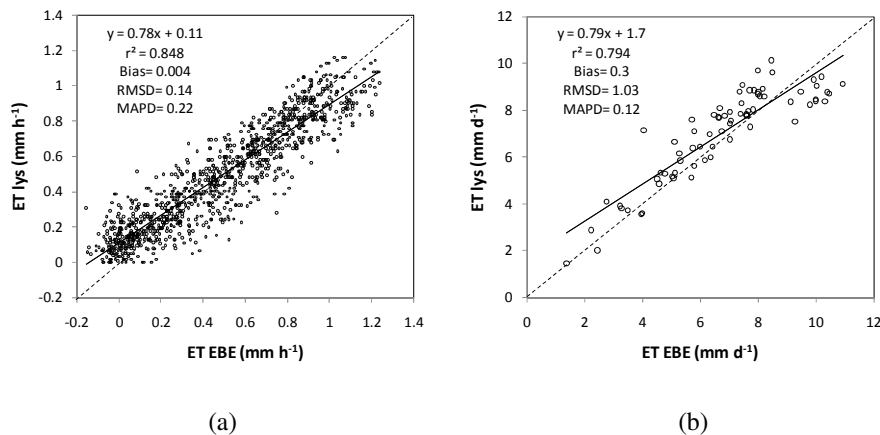 (a)
y = 0.78x + 0.11
r² = 0.848
Bias= 0.004
RMSD= 0.14
MAPD= 0.22
ET lys (mm h⁻¹)
1.4
1.2
1
0.8
0.6
0.4
0.2
0
-0.2
-0.2 0 0.2 0.4 0.6 0.8 1 1.2 1.4
ET EBE (mm h⁻¹)
(a)
(b)
y = 0.79x + 1.7
r² = 0.794
Bias= 0.3
RMSD= 1.03
MAPD= 0.12
ET lys (mm d⁻¹)
14
12
10
8
6
4
2
0
0 2 4 6 8 10 12 14
ET EBE (mm d⁻¹)
(b)